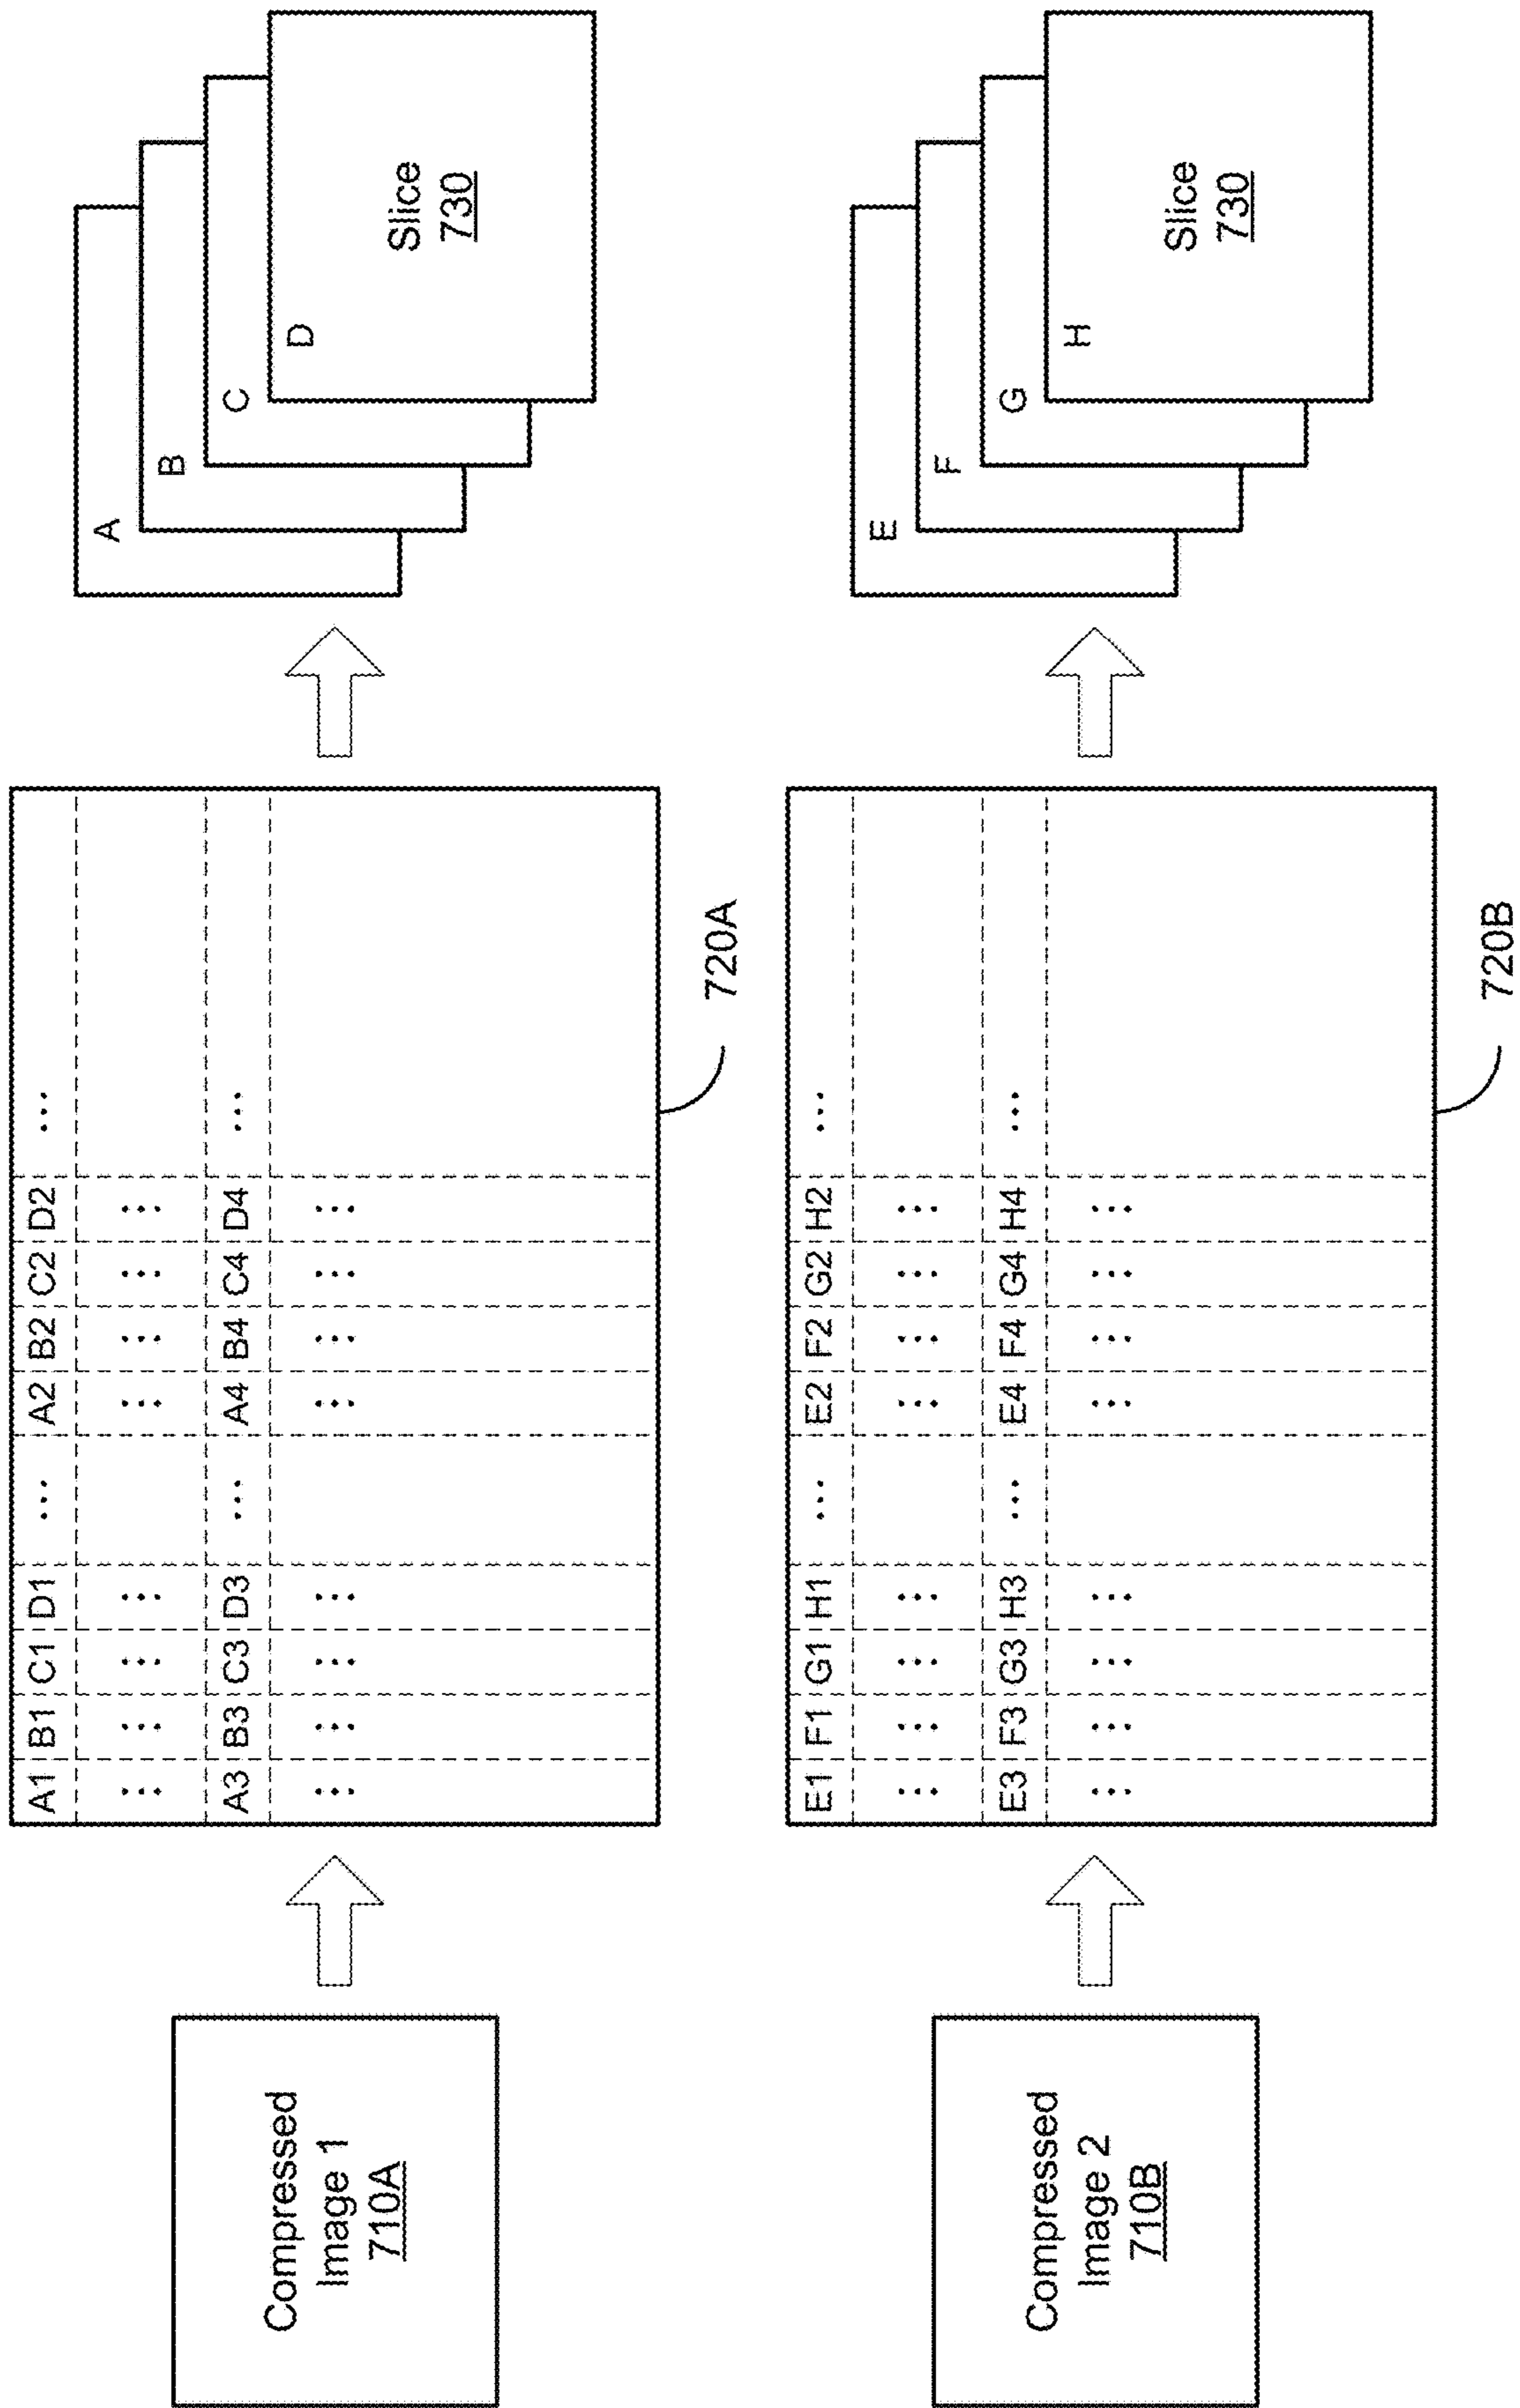 Compressed
Image 1
710A
A1 B1 C1 D1 ... A2 B2 C2 D2 ...
... ... ... ... ... ... ... ...
A3 B3 C3 D3 ... A4 B4 C4 D4 ...
... ... ... ... ... ... ... ...
720A
A
B
C
D
Slice
730
Compressed
Image 2
710B
E1 F1 G1 H1 ... E2 F2 G2 H2 ...
... ... ... ... ... ... ... ...
E3 F3 G3 H3 ... E4 F4 G4 H4 ...
... ... ... ... ... ... ... ...
720B
E
F
G
H
Slice
730